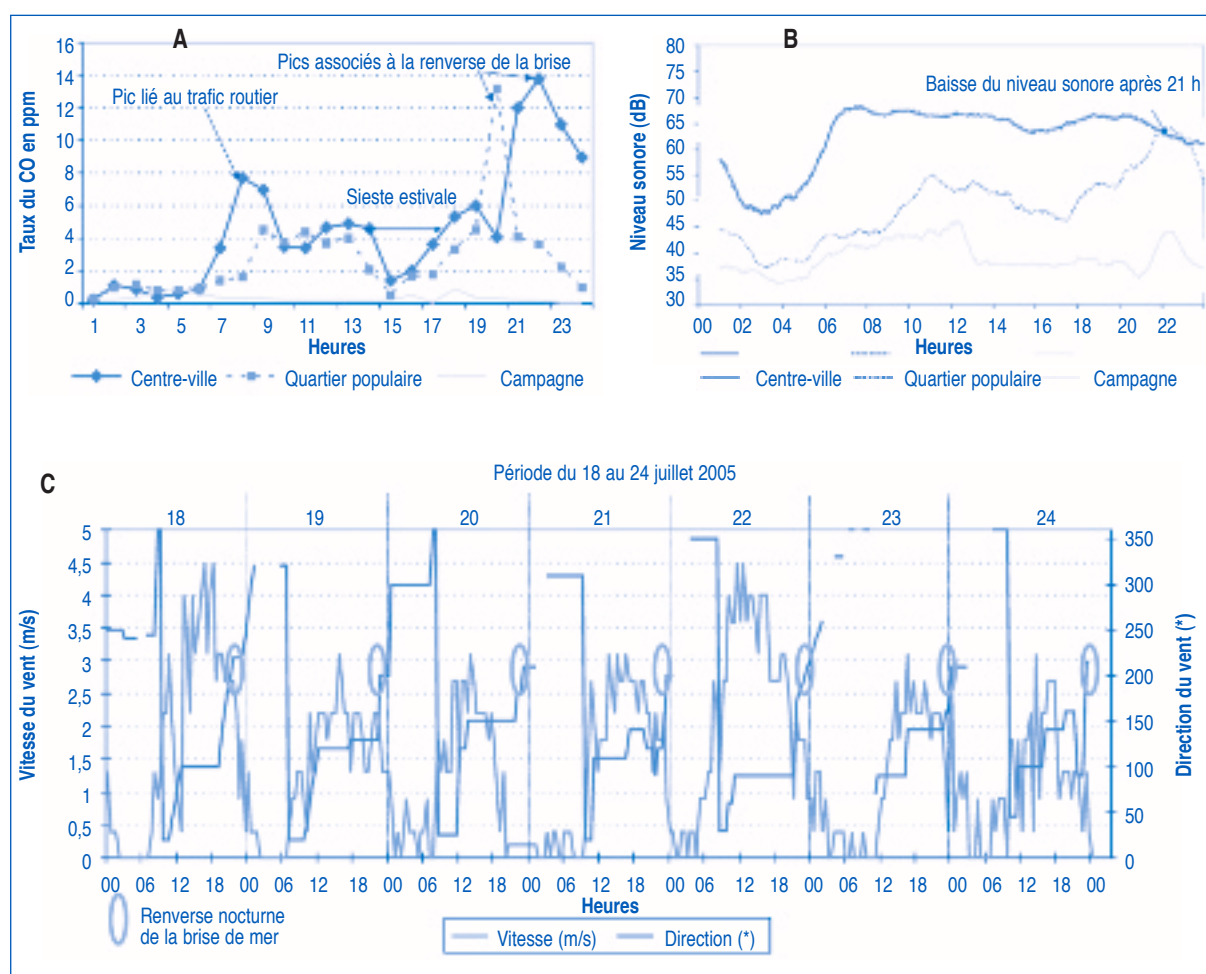 A
Taux du CO en ppm
16
14
12
10
8
6
4
2
0
Pics associés à la renverse de la brise
Pic lié au trafic routier
Sieste estivale
1 3 5 7 9 11 13 15 17 19 21 23
Heures
Centre-ville Quartier populaire Campagne
B
Niveau sonore (dB)
80
75
70
65
60
55
50
45
40
35
30
Baisse du niveau sonore après 21 h
00 02 04 06 08 10 12 14 16 18 20 22
Heures
Centre-ville Quartier populaire Campagne
C
Période du 18 au 24 juillet 2005
18 19 20 21 22 23 24
Vitesse du vent (m/s)
5
4,5
4
3,5
3
2,5
2
1,5
1
0,5
0
Direction du vent (*)
350
300
250
200
150
100
50
0
00 06 12 18 00 06 12 18 00 06 12 18 00 06 12 18 00 06 12 18 00 06 12 18 00 06 12 18 00
Heures
Renverse nocturne
de la brise de mer
Vitesse (m/s) Direction (*)